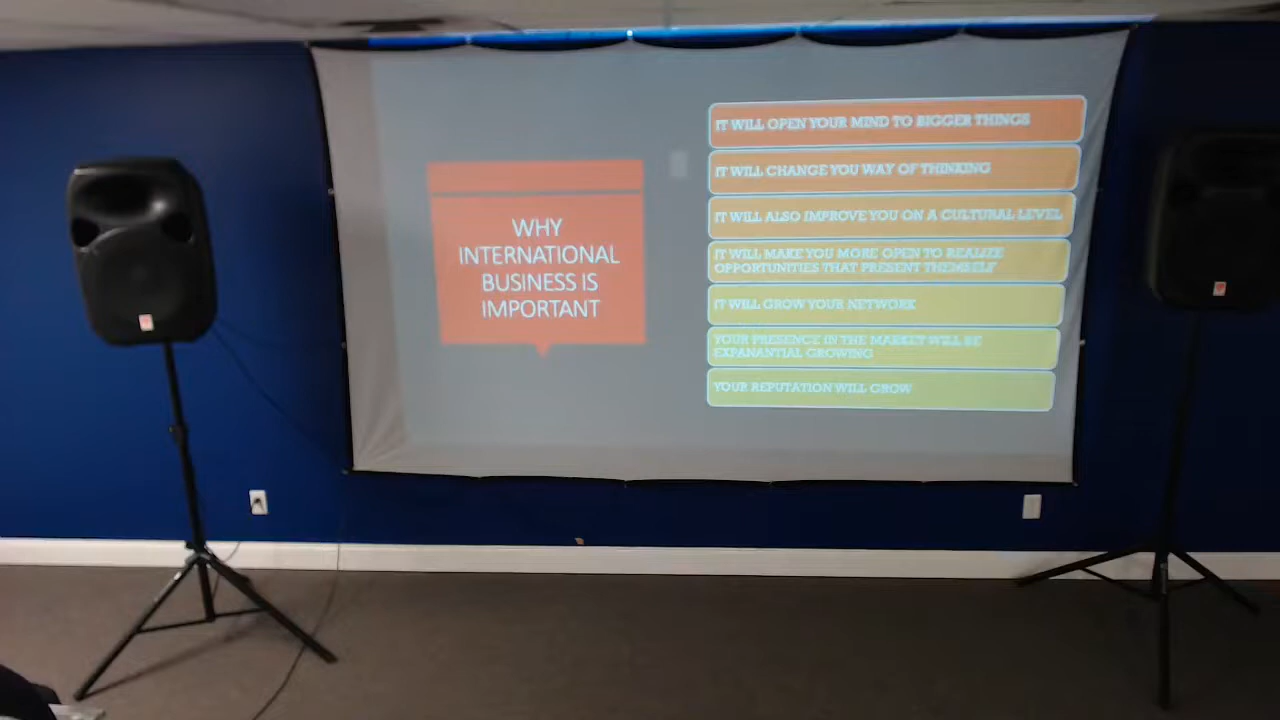 WHY
INTERNATIONAL
BUSINESS IS
IMPORTANT
IT WILL OPEN YOUR MIND TO BIGGER THINGS
IT WILL CHANGE YOU WAY OF THINKING
IT WILL ALSO IMPROVE YOU ON A CULTURAL LEVEL
IT WILL MAKE YOU MORE OPEN TO REALIZE
OPPORTUNITIES THAT PRESENT THEMSELF
IT WILL GROW YOUR NETWORK
YOUR PRESENCE IN THE MARKET WILL BE
EXPANANTIAL GROWING
YOUR REPUTATION WILL GROW